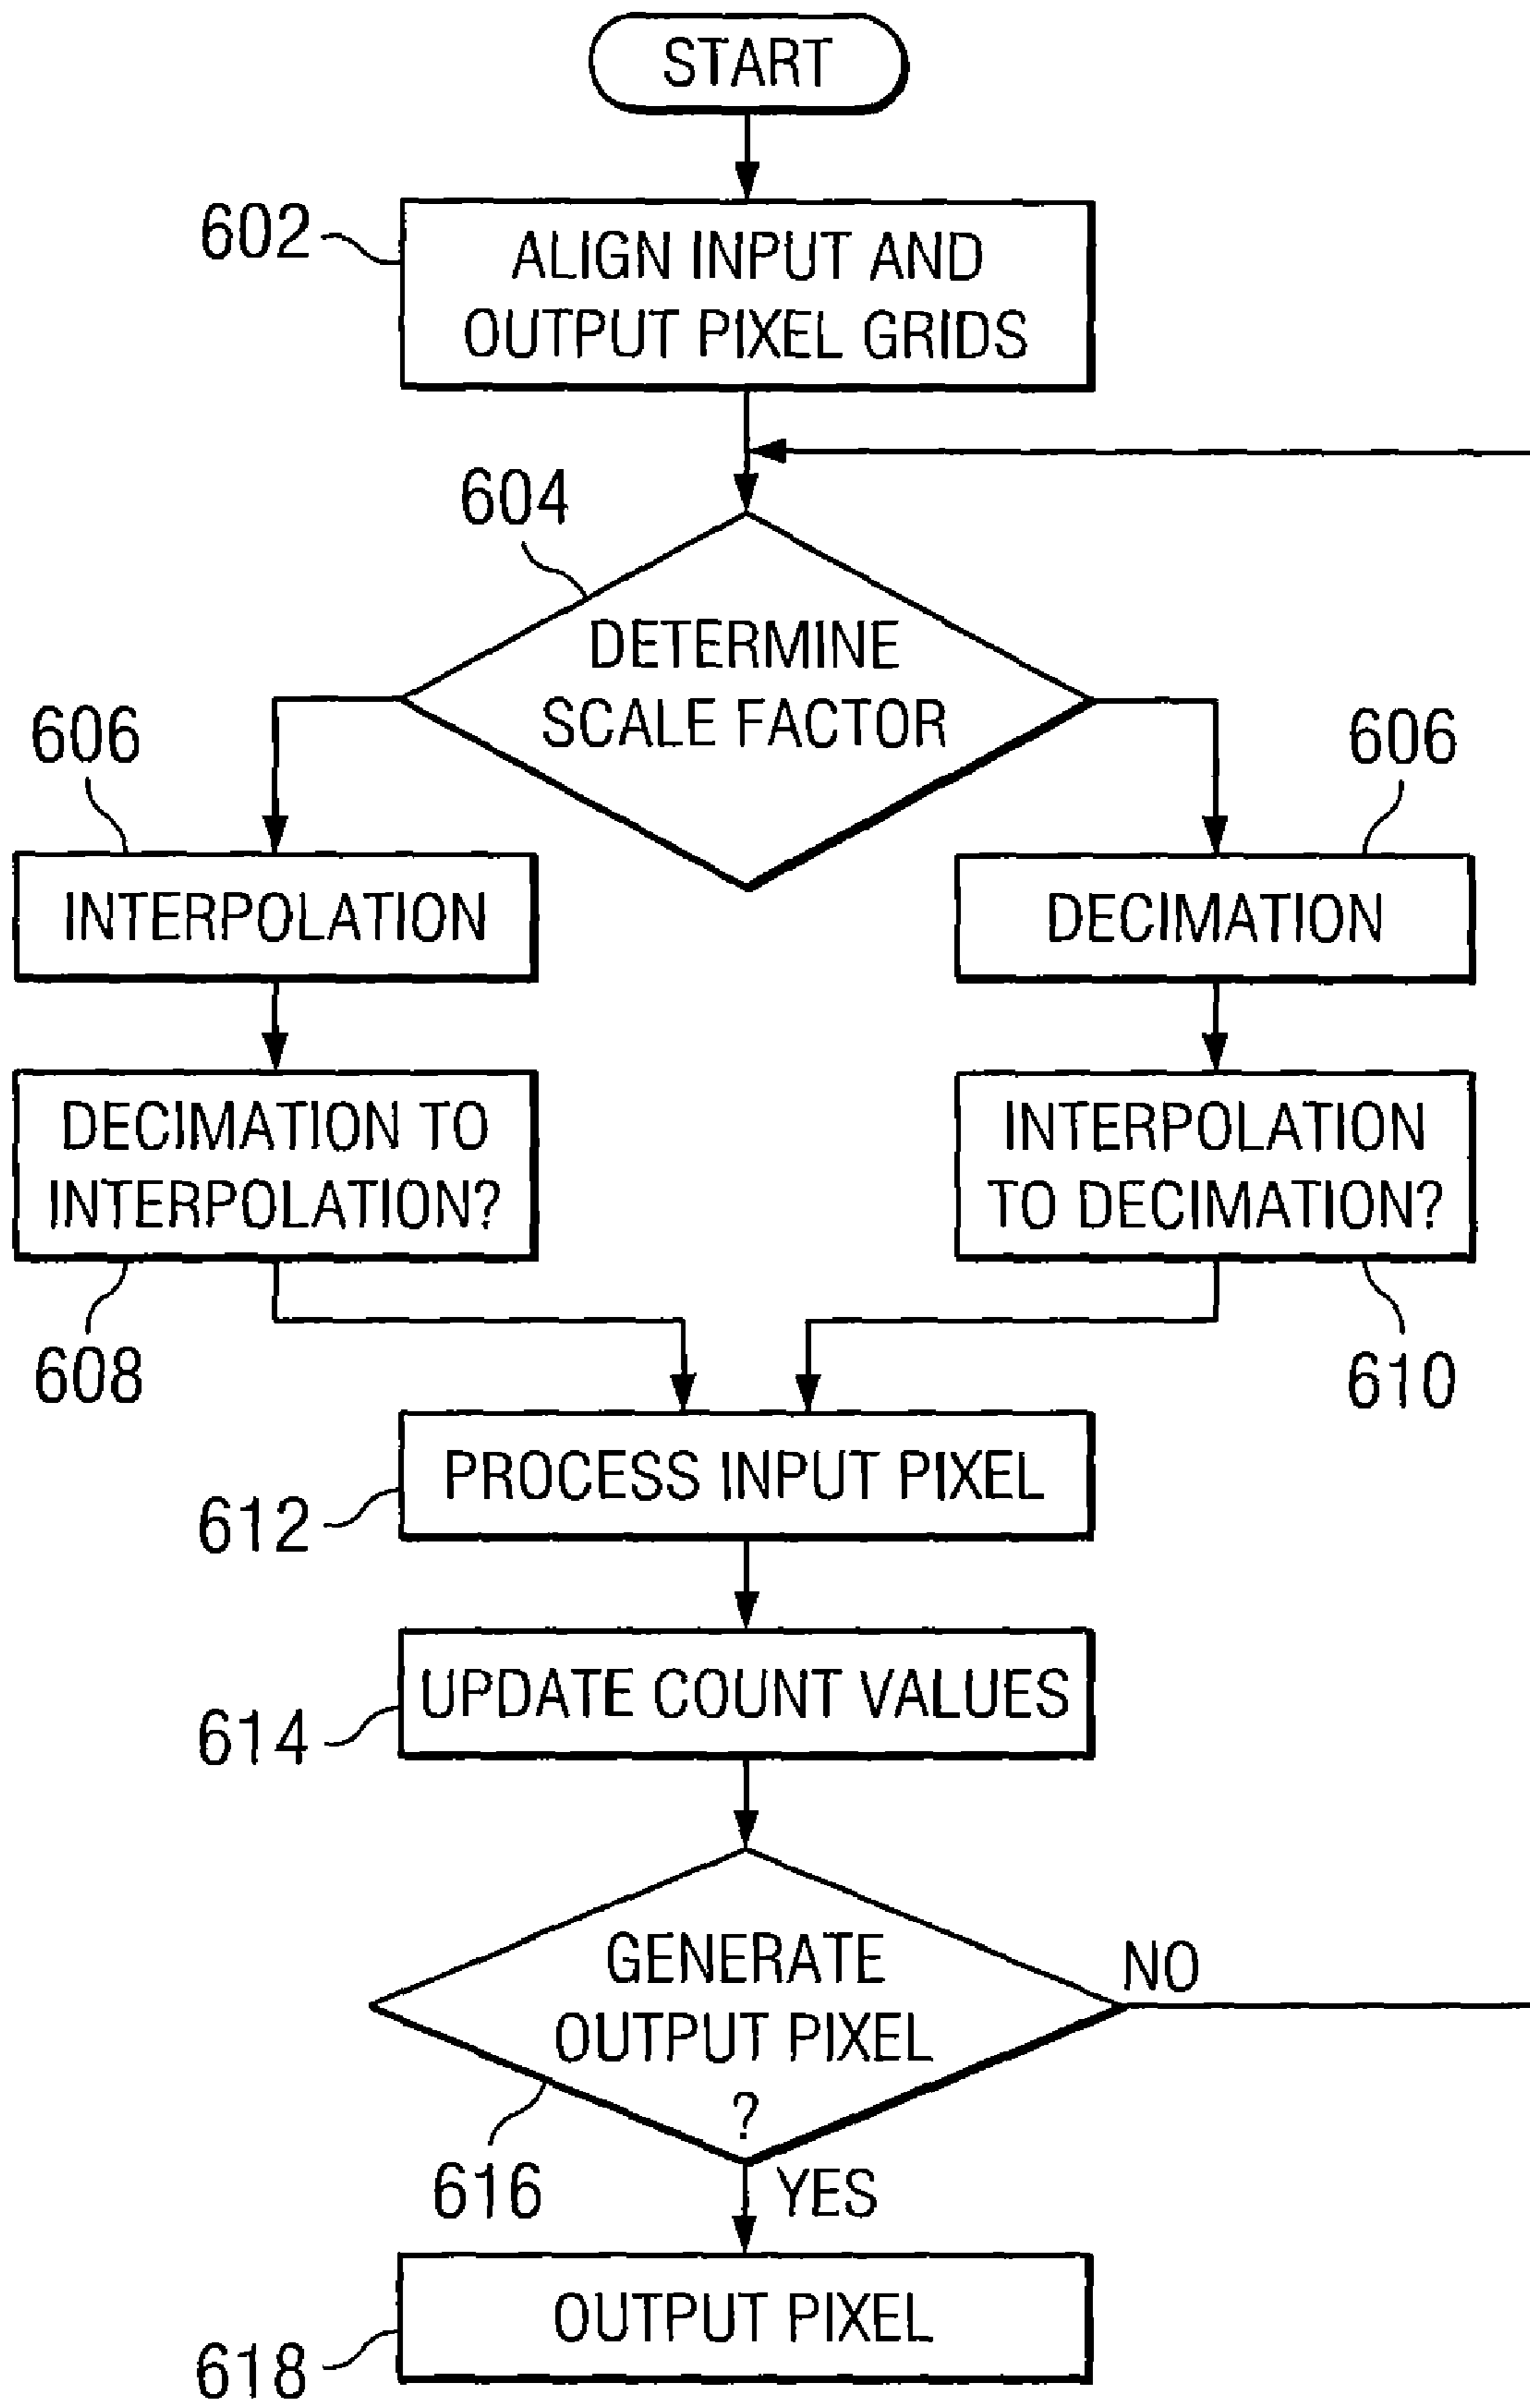 START
602
ALIGN INPUT AND
OUTPUT PIXEL GRIDS
604
DETERMINE
SCALE FACTOR
606
606
INTERPOLATION
DECIMATION
DECIMATION TO
INTERPOLATION?
INTERPOLATION
TO DECIMATION?
608
610
PROCESS INPUT PIXEL
612
UPDATE COUNT VALUES
614
GENERATE
OUTPUT PIXEL
?
NO
616
YES
OUTPUT PIXEL
618